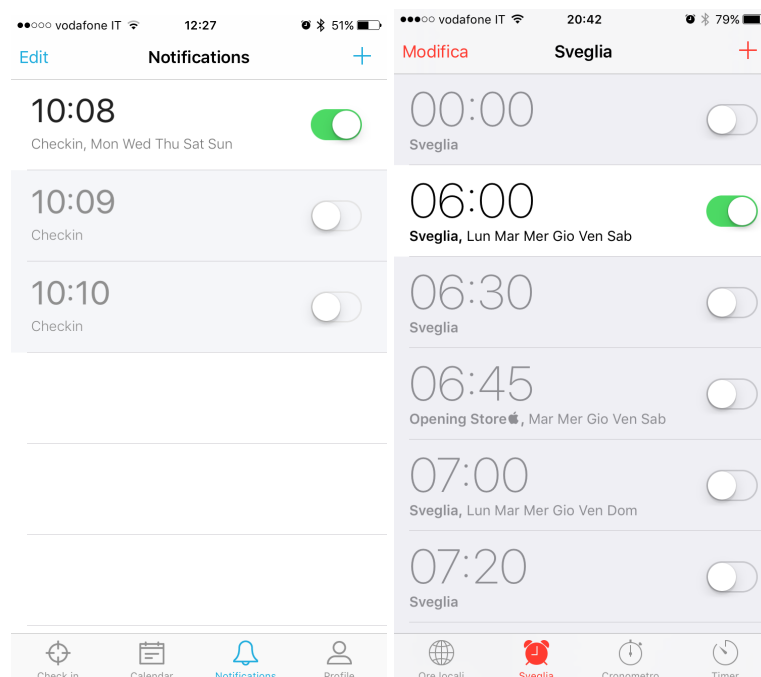 vodafone IT 12:27 51%
Edit Notifications +
10:08
Checkin, Mon Wed Thu Sat Sun
10:09
Checkin
10:10
Checkin
Check in Calendar Notifications Profile
vodafone IT 20:42 79%
Modifica Sveglia +
00:00
Sveglia
06:00
Sveglia, Lun Mar Mer Gio Ven Sab
06:30
Sveglia
06:45
Opening Store, Mar Mer Gio Ven Sab
07:00
Sveglia, Lun Mar Mer Gio Ven Dom
07:20
Sveglia
Ore locali Sveglia Cronometro Timer